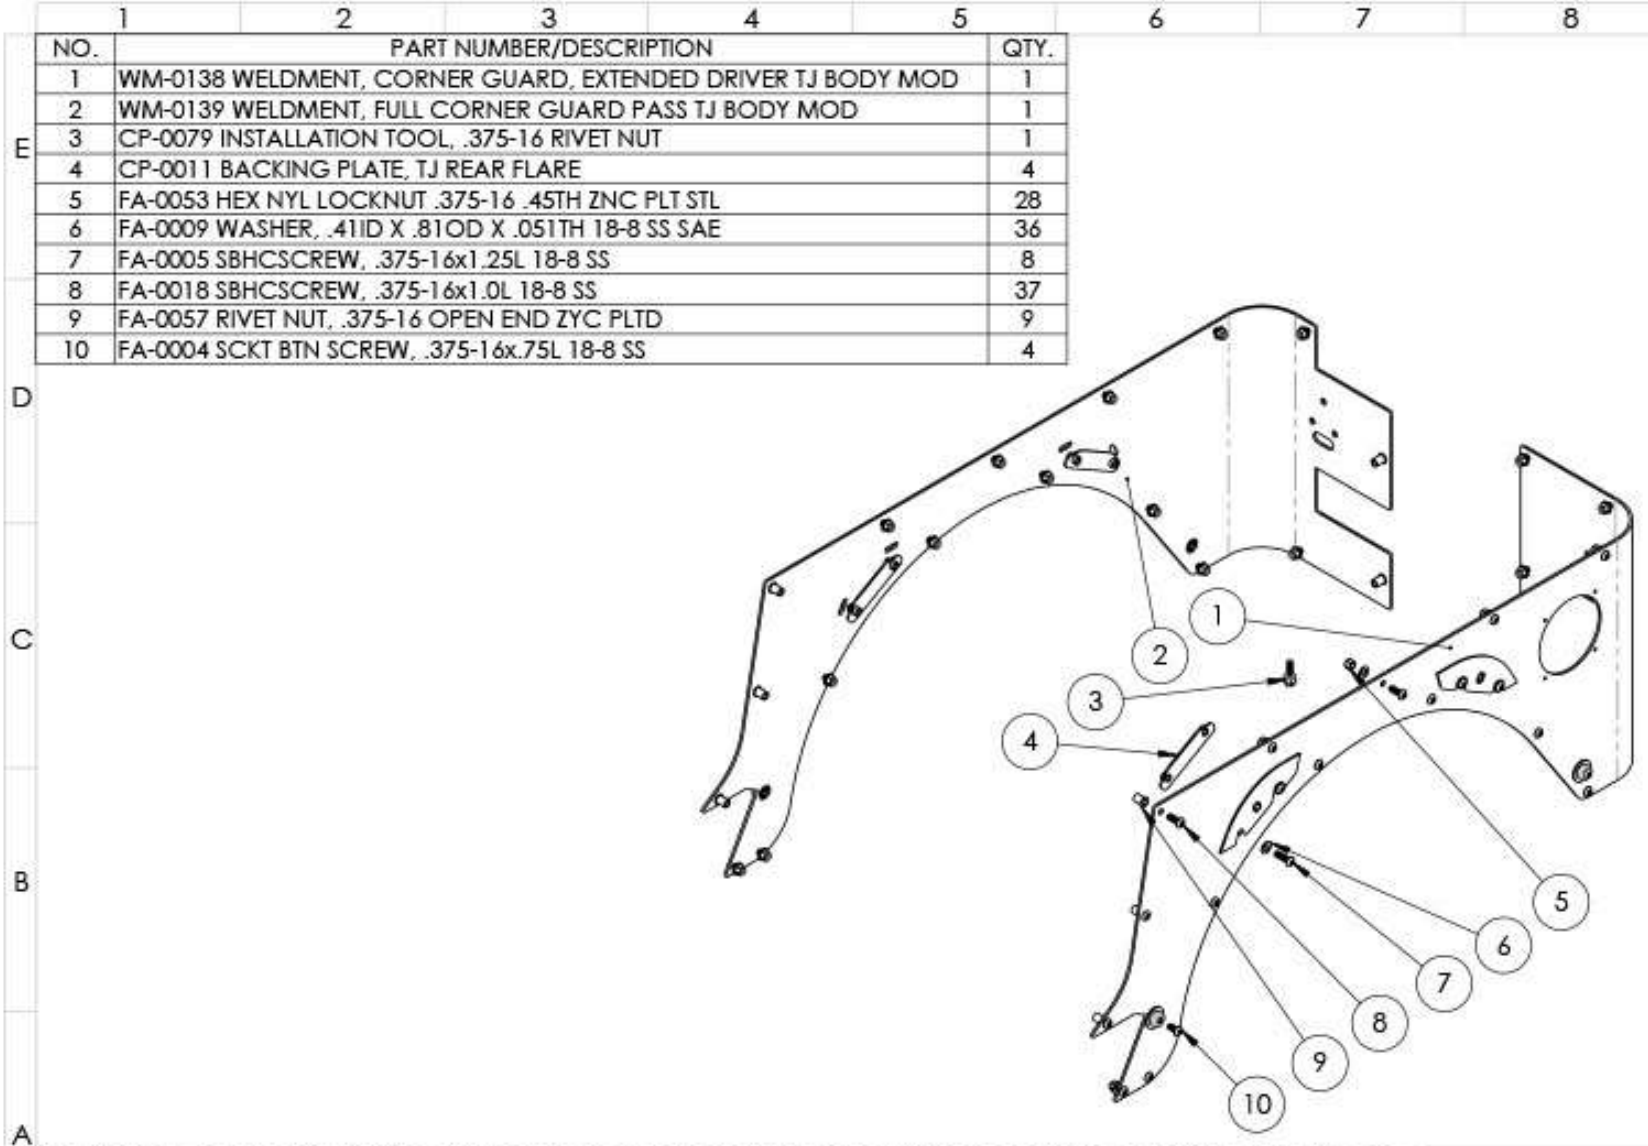 1 2 3 4 5 6 7 8
NO. PART NUMBER/DESCRIPTION QTY.
1 WM-0138 WELDMENT, CORNER GUARD, EXTENDED DRIVER TJ BODY MOD 1
2 WM-0139 WELDMENT, FULL CORNER GUARD PASS TJ BODY MOD 1
3 CP-0079 INSTALLATION TOOL, .375-16 RIVET NUT 1
4 CP-0011 BACKING PLATE, TJ REAR FLARE 4
5 FA-0053 HEX NYL LOCKNUT .375-16 .45TH ZNC PLT STL 28
6 FA-0009 WASHER, .41ID X .81OD X .051TH 18-8 SS SAE 36
7 FA-0005 SBHCSCREW, .375-16x1.25L 18-8 SS 8
8 FA-0018 SBHCSCREW, .375-16x1.0L 18-8 SS 37
9 FA-0057 RIVET NUT, .375-16 OPEN END ZYC PLTD 9
10 FA-0004 SCKT BTN SCREW, .375-16x.75L 18-8 SS 4
E
D
C
B
A
1
2
3
4
5
6
7
8
9
10